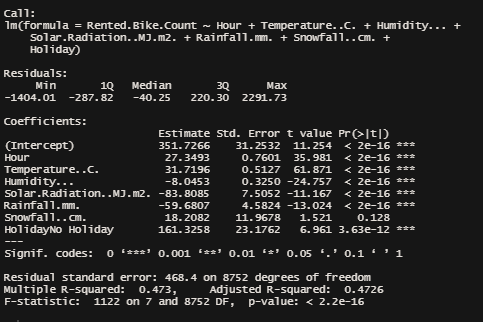 Call:
lm(formula = Rented.Bike.Count ~ Hour + Temperature..C. + Humidity... +
    Solar.Radiation..MJ.m2. + Rainfall.mm. + Snowfall..cm. +
    Holiday)

Residuals:
     Min       1Q   Median       3Q      Max
-1404.01  -287.82   -40.25   220.30  2291.73

Coefficients:
                         Estimate Std. Error t value Pr(>|t|)
(Intercept)              351.7266    31.2532  11.254  < 2e-16 ***
Hour                      27.3493     0.7601  35.981  < 2e-16 ***
Temperature..C.           31.7196     0.5127  61.871  < 2e-16 ***
Humidity...               -8.0453     0.3250 -24.757  < 2e-16 ***
Solar.Radiation..MJ.m2.  -83.8085     7.5052 -11.167  < 2e-16 ***
Rainfall.mm.             -59.6807     4.5824 -13.024  < 2e-16 ***
Snowfall..cm.             18.2082    11.9678   1.521    0.128
HolidayNo Holiday        161.3258    23.1762   6.961 3.63e-12 ***
---
Signif. codes:  0 ‘***’ 0.001 ‘**’ 0.01 ‘*’ 0.05 ‘.’ 0.1 ‘ ’ 1

Residual standard error: 468.4 on 8752 degrees of freedom
Multiple R-squared:  0.473,     Adjusted R-squared:  0.4726
F-statistic:  1122 on 7 and 8752 DF,  p-value: < 2.2e-16